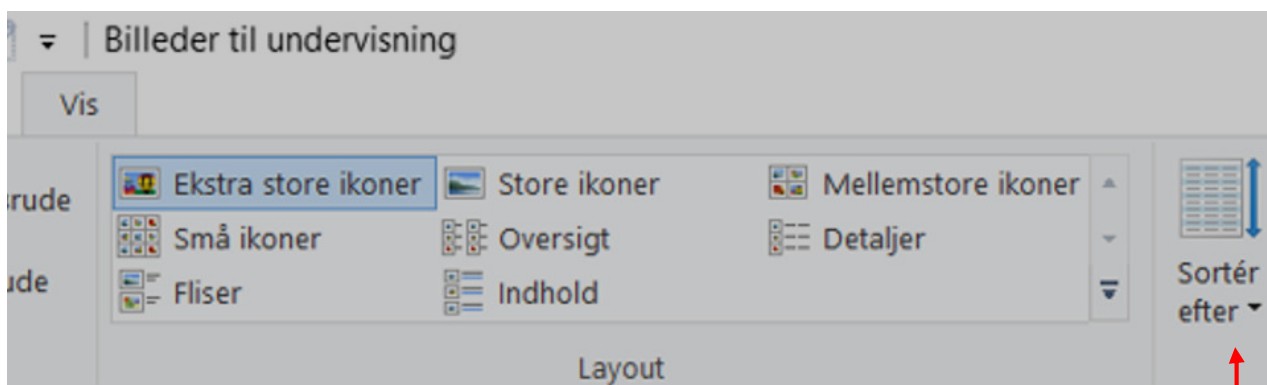 Billeder til undervisning
Vis
Ekstra store ikoner Store ikoner Mellemstore ikoner
Små ikoner Oversigt Detaljer
Fliser Indhold
Sortér
efter
Layout